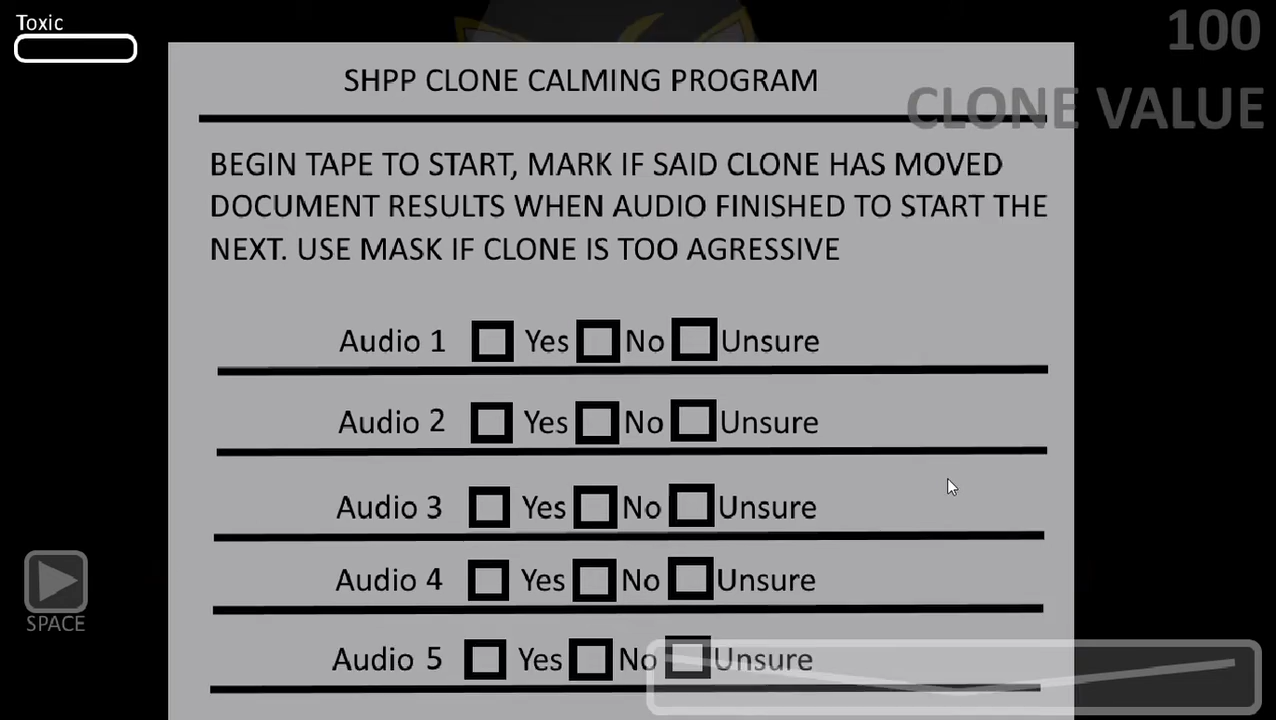 Toxic
100
CLONE VALUE
SHPP CLONE CALMING PROGRAM
BEGIN TAPE TO START, MARK IF SAID CLONE HAS MOVED
DOCUMENT RESULTS WHEN AUDIO FINISHED TO START THE
NEXT. USE MASK IF CLONE IS TOO AGRESSIVE
Audio 1 Yes No Unsure
Audio 2 Yes No Unsure
Audio 3 Yes No Unsure
Audio 4 Yes No Unsure
Audio 5 Yes No Unsure
SPACE